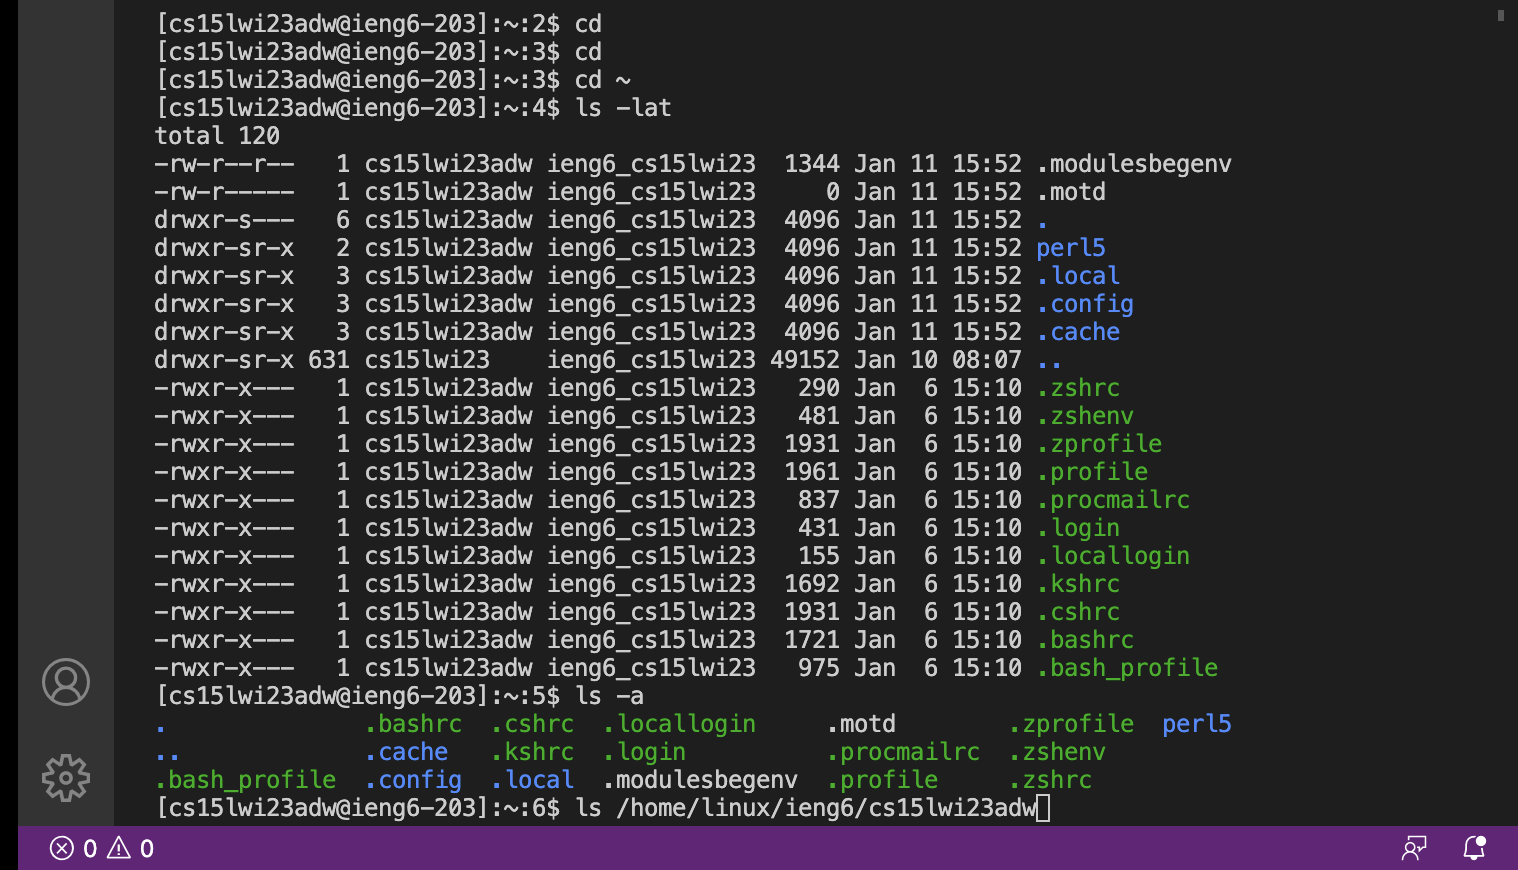 [cs15lwi23adw@ieng6-203]:~:2$ cd
[cs15lwi23adw@ieng6-203]:~:3$ cd
[cs15lwi23adw@ieng6-203]:~:3$ cd ~
[cs15lwi23adw@ieng6-203]:~:4$ ls -lat
total 120
-rw-r--r--   1 cs15lwi23adw ieng6_cs15lwi23  1344 Jan 11 15:52 .modulesbegenv
-rw-r-----   1 cs15lwi23adw ieng6_cs15lwi23     0 Jan 11 15:52 .motd
drwxr-s---   6 cs15lwi23adw ieng6_cs15lwi23  4096 Jan 11 15:52 .
drwxr-sr-x   2 cs15lwi23adw ieng6_cs15lwi23  4096 Jan 11 15:52 perl5
drwxr-sr-x   3 cs15lwi23adw ieng6_cs15lwi23  4096 Jan 11 15:52 .local
drwxr-sr-x   3 cs15lwi23adw ieng6_cs15lwi23  4096 Jan 11 15:52 .config
drwxr-sr-x   3 cs15lwi23adw ieng6_cs15lwi23  4096 Jan 11 15:52 .cache
drwxr-sr-x 631 cs15lwi23    ieng6_cs15lwi23 49152 Jan 10 08:07 ..
-rwxr-x---   1 cs15lwi23adw ieng6_cs15lwi23   290 Jan  6 15:10 .zshrc
-rwxr-x---   1 cs15lwi23adw ieng6_cs15lwi23   481 Jan  6 15:10 .zshenv
-rwxr-x---   1 cs15lwi23adw ieng6_cs15lwi23  1931 Jan  6 15:10 .zprofile
-rwxr-x---   1 cs15lwi23adw ieng6_cs15lwi23  1961 Jan  6 15:10 .profile
-rwxr-x---   1 cs15lwi23adw ieng6_cs15lwi23   837 Jan  6 15:10 .procmailrc
-rwxr-x---   1 cs15lwi23adw ieng6_cs15lwi23   431 Jan  6 15:10 .login
-rwxr-x---   1 cs15lwi23adw ieng6_cs15lwi23   155 Jan  6 15:10 .locallogin
-rwxr-x---   1 cs15lwi23adw ieng6_cs15lwi23  1692 Jan  6 15:10 .kshrc
-rwxr-x---   1 cs15lwi23adw ieng6_cs15lwi23  1931 Jan  6 15:10 .cshrc
-rwxr-x---   1 cs15lwi23adw ieng6_cs15lwi23  1721 Jan  6 15:10 .bashrc
-rwxr-x---   1 cs15lwi23adw ieng6_cs15lwi23   975 Jan  6 15:10 .bash_profile
[cs15lwi23adw@ieng6-203]:~:5$ ls -a
.              .bashrc  .cshrc  .locallogin     .motd        .zprofile  perl5
..             .cache   .kshrc  .login          .procmailrc  .zshenv
.bash_profile  .config  .local  .modulesbegenv  .profile     .zshrc
[cs15lwi23adw@ieng6-203]:~:6$ ls /home/linux/ieng6/cs15lwi23adw
0 0